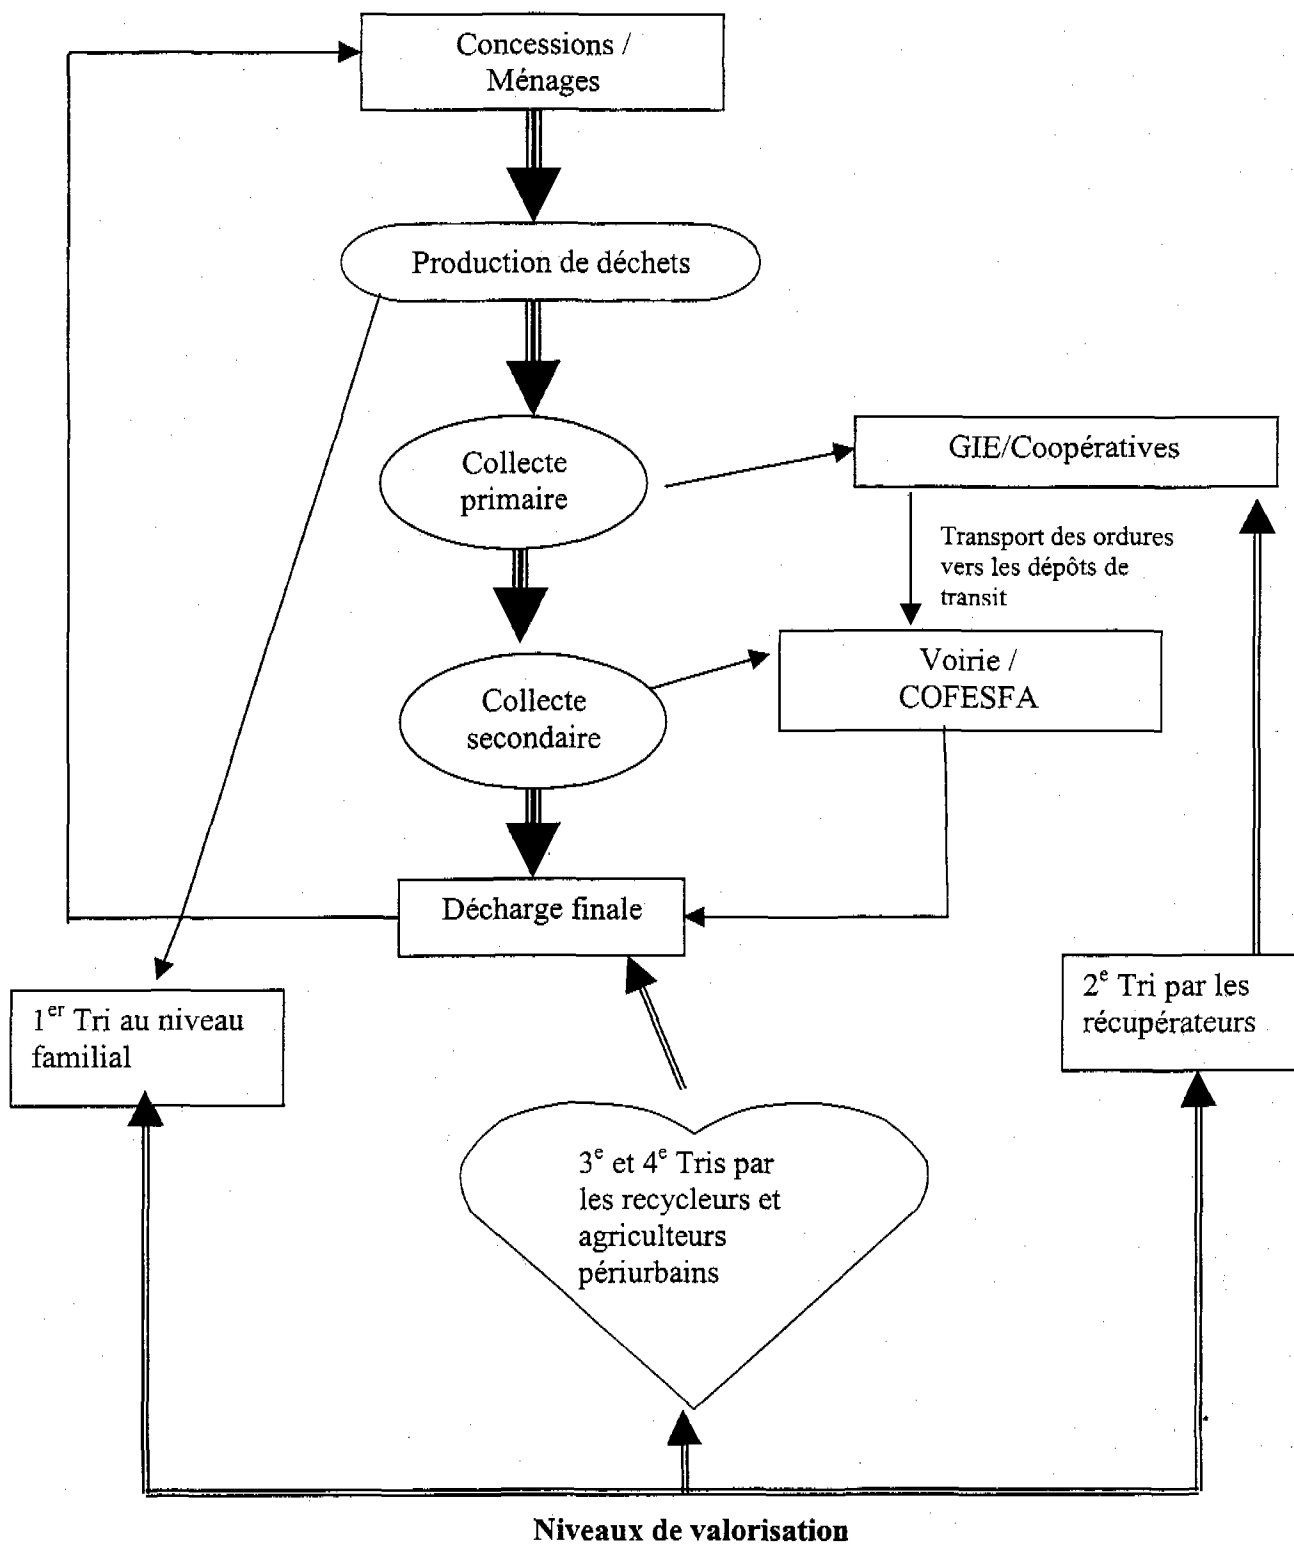 Concessions /
Ménages
Production de déchets
Collecte
primaire
GIE/Coopératives
Transport des ordures
vers les dépôts de
transit
Collecte
secondaire
Voirie /
COFESFA
Décharge finale
1er Tri au niveau
familial
2e Tri par les
récupérateurs
3e et 4e Tris par
les recycleurs et
agriculteurs
périurbains
Niveaux de valorisation